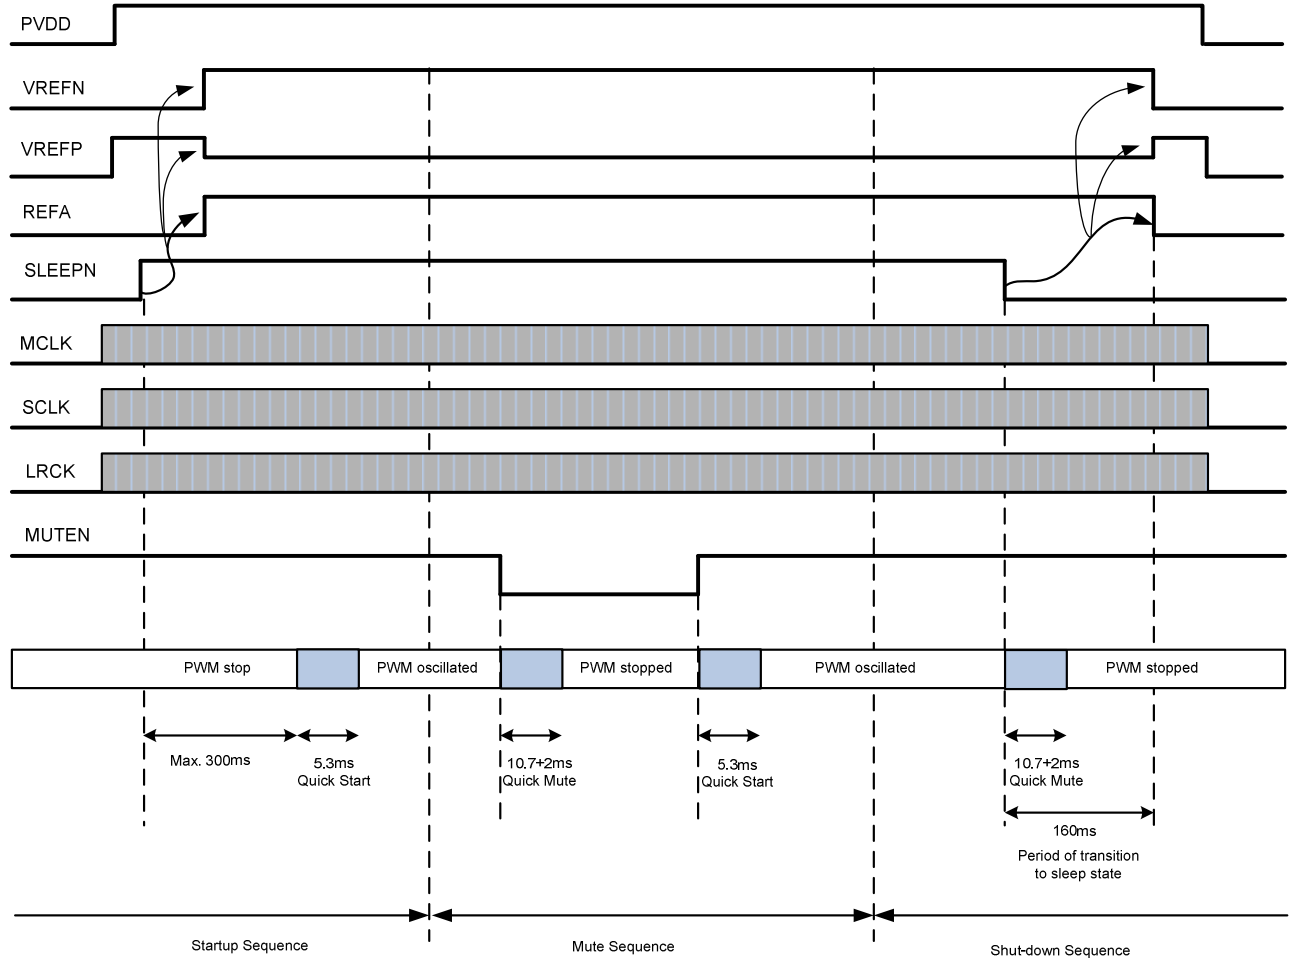 PVDD
VREFN
VREFP
REFA
SLEEPN
MCLK
SCLK
LRCK
MUTEN
PWM stop
PWM oscillated
PWM stopped
PWM oscillated
PWM stopped
Max. 300ms
5.3ms
Quick Start
10.7+2ms
Quick Mute
5.3ms
Quick Start
10.7+2ms
Quick Mute
160ms
Period of transition
to sleep state
Startup Sequence
Mute Sequence
Shut-down Sequence